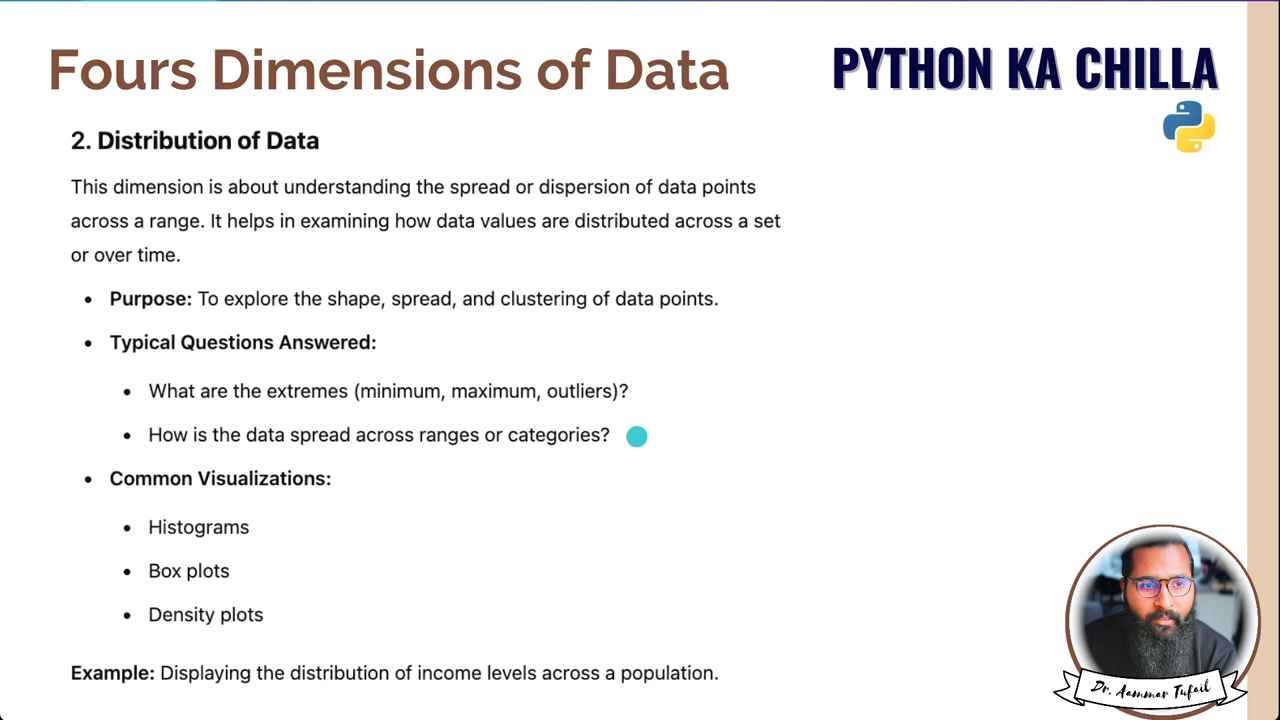 Fours Dimensions of Data
PYTHON KA CHILLA
2. Distribution of Data
This dimension is about understanding the spread or dispersion of data points
across a range. It helps in examining how data values are distributed across a set
or over time.
• Purpose: To explore the shape, spread, and clustering of data points.
• Typical Questions Answered:
• What are the extremes (minimum, maximum, outliers)?
• How is the data spread across ranges or categories?
• Common Visualizations:
• Histograms
• Box plots
• Density plots
Example: Displaying the distribution of income levels across a population.
Dr. Aammar Tufail